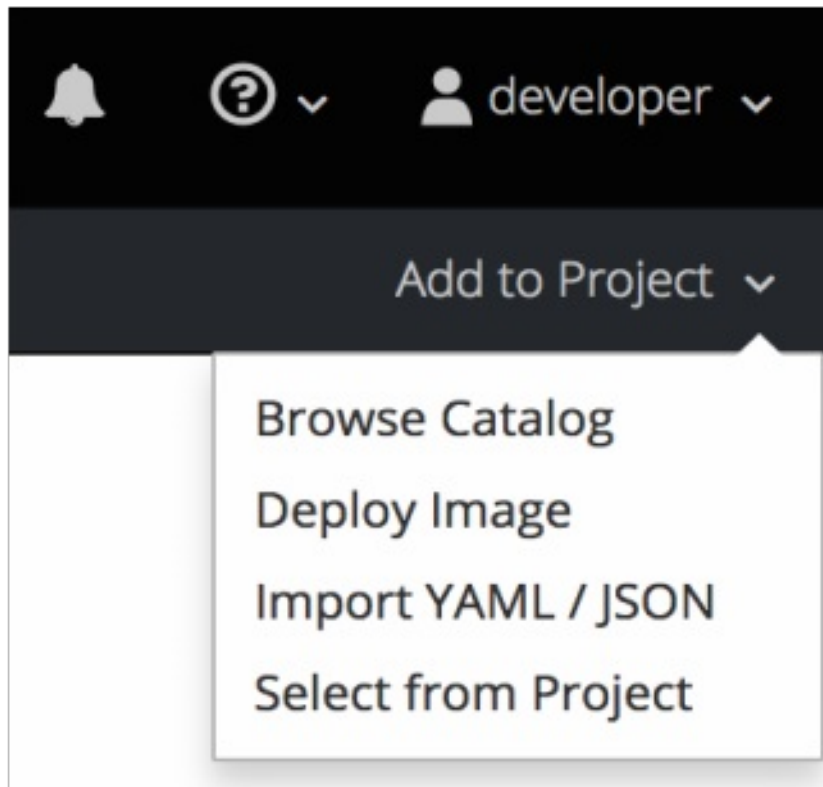 developer
Add to Project
Browse Catalog
Deploy Image
Import YAML / JSON
Select from Project